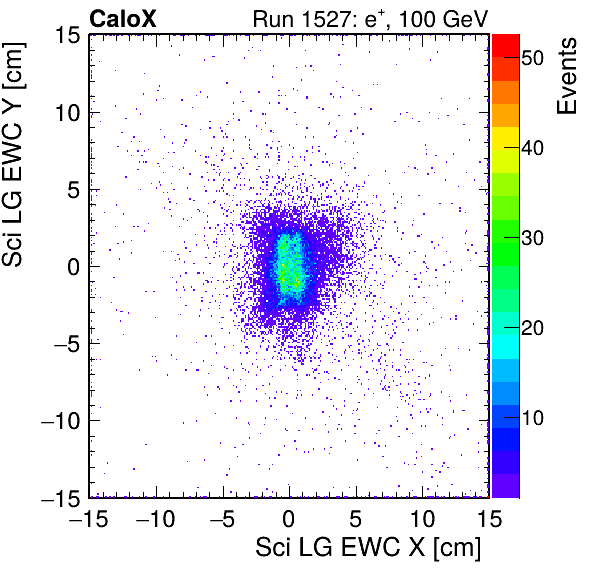 CaloX Run 1527: e⁺, 100 GeV
Sci LG EWC Y [cm]
15
10
5
0
−5
−10
−15
−15 −10 −5 0 5 10 15
Sci LG EWC X [cm]
Events
50
40
30
20
10